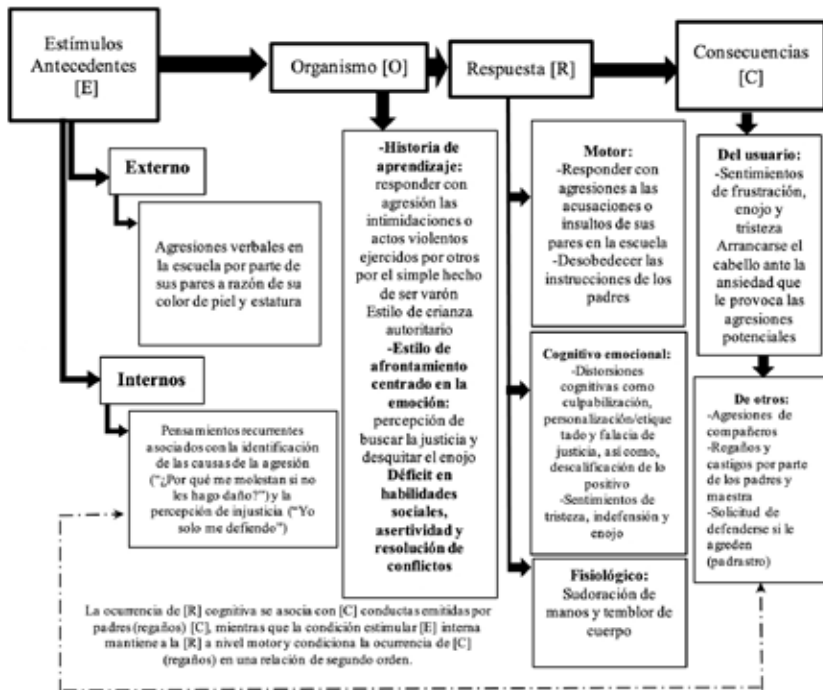 Estímulos
Antecedentes
[E]
Organismo [O]
Respuesta [R]
Consecuencias
[C]
Externo
Agresiones verbales en
la escuela por parte de
sus pares a razón de su
color de piel y estatura
Internos
Pensamientos recurrentes
asociados con la identificación
de las causas de la agresión
("¿Por qué me molestan si no
les hago daño?") y la
percepción de injusticia ("Yo
solo me defiendo")
-Historia de
aprendizaje:
responder con
agresión las
intimidaciones o
actos violentos
ejercidos por otros
por el simple hecho
de ser varón
Estilo de crianza
autoritario
-Estilo de
afrontamiento
centrado en la
emoción:
percepción de
buscar la justicia y
desquitar el enojo
Déficit en
habilidades
sociales,
asertividad y
resolución de
conflictos
Motor:
-Responder con
agresiones a las
acusaciones o
insultos de sus
pares en la escuela
-Desobedecer las
instrucciones de los
padres
Cognitivo emocional:
-Distorsiones
cognitivas como
culpabilización,
personalización/etique
tado y falacia de
justicia, así como,
descalificación de lo
positivo
-Sentimientos de
tristeza, indefensión y
enojo
Fisiológico:
Sudoración de
manos y temblor de
cuerpo
Del usuario:
-Sentimientos
de frustración,
enojo y
tristeza
Arrancarse el
cabello ante la
ansiedad que
le provoca las
agresiones
potenciales
De otros:
-Agresiones de
compañeros
-Regaños y
castigos por parte
de los padres y
maestra
-Solicitud de
defenderse si le
agreden
(padrastro)
La ocurrencia de [R] cognitiva se asocia con [C] conductas emitidas por
padres (regaños) [C], mientras que la condición estimular [E] interna
mantiene a la [R] a nivel motor y condiciona la ocurrencia de [C]
(regaños) en una relación de segundo orden.